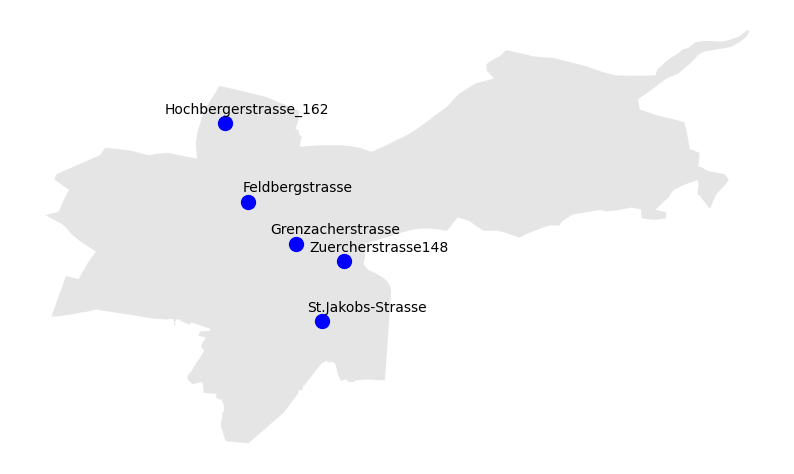 Hochbergerstrasse_162
Feldbergstrasse
Grenzacherstrasse
Zuercherstrasse148
St.Jakobs-Strasse